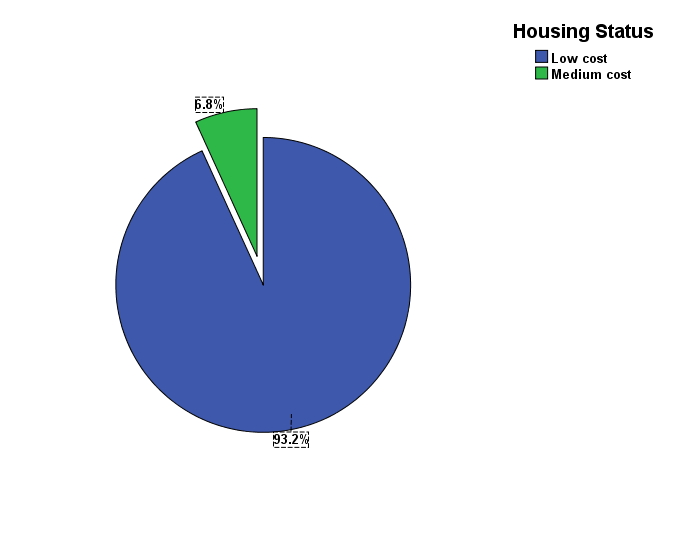 Housing Status
Low cost
Medium cost
6.8%
93.2%